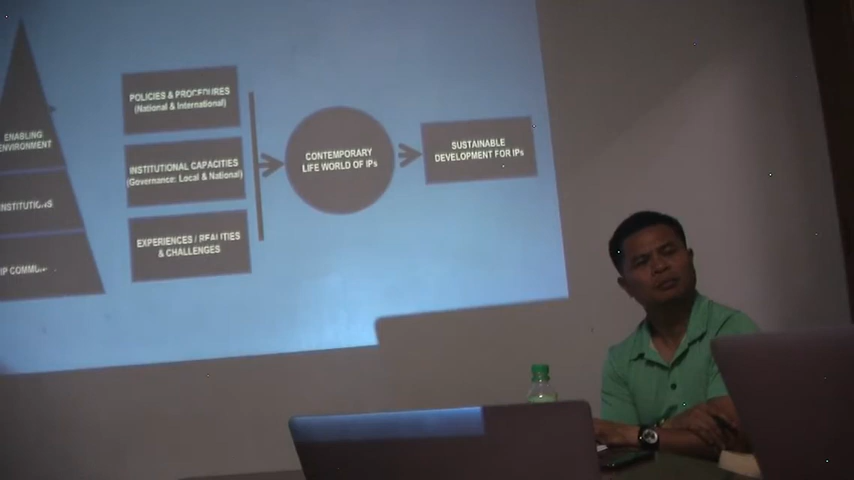 ENABLING
ENVIRONMENT
INSTITUTIONS
IP
POLICIES & PROCEDURES
(National & International)
INSTITUTIONAL CAPACITIES
(Governance: Local & National)
EXPERIENCES / REALITIES
& CHALLENGES
CONTEMPORARY
LIFE WORLD OF IPs
SUSTAINABLE
DEVELOPMENT FOR IPs